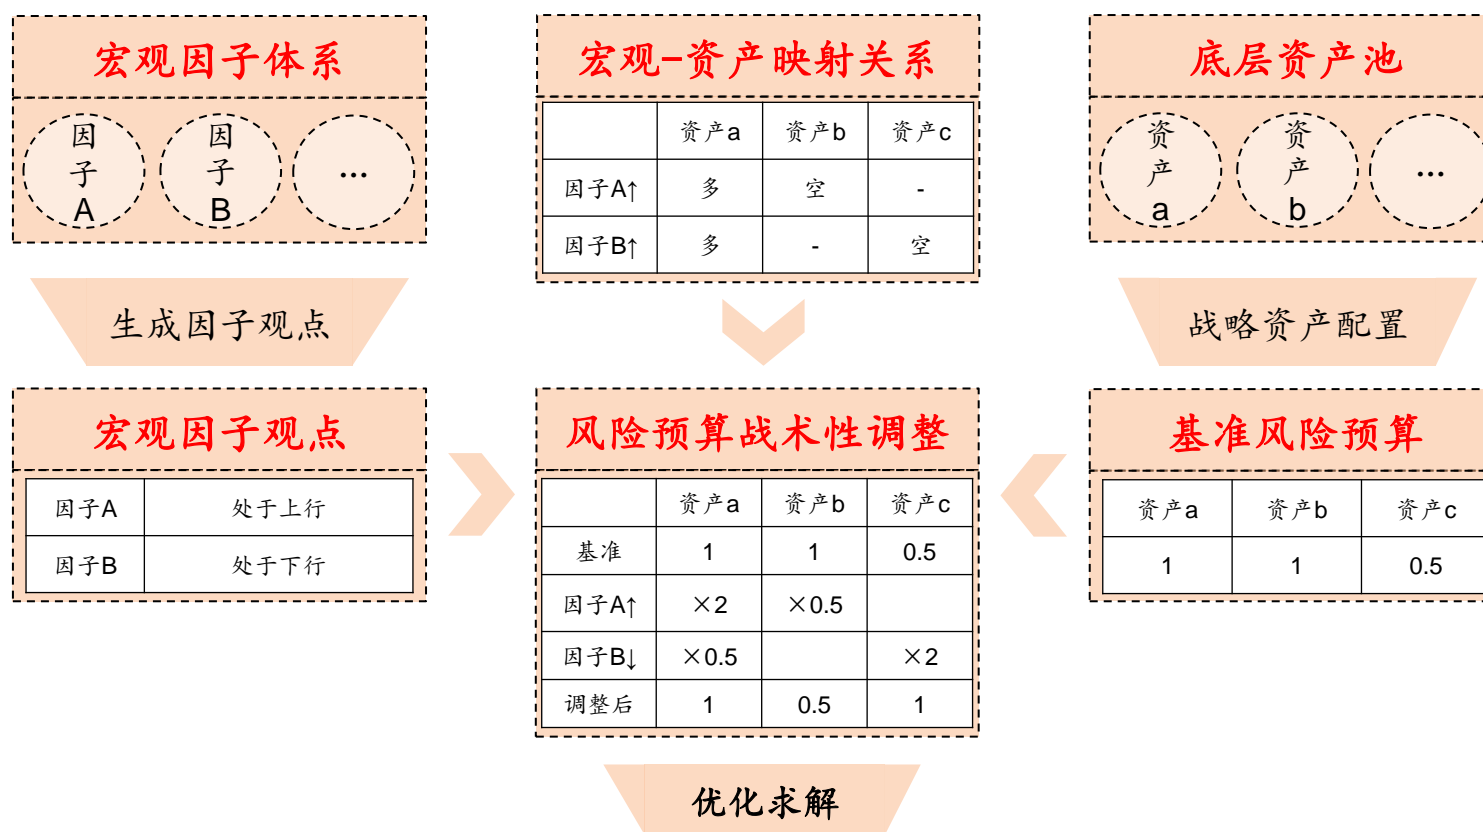 宏观因子体系
因子A
因子B
...
生成因子观点
宏观因子观点
因子A 处于上行
因子B 处于下行
宏观-资产映射关系
资产a 资产b 资产c
因子A↑ 多 空 -
因子B↑ 多 - 空
风险预算战术性调整
资产a 资产b 资产c
基准 1 1 0.5
因子A↑ ×2 ×0.5
因子B↓ ×0.5 ×2
调整后 1 0.5 1
优化求解
底层资产池
资产a
资产b
...
战略资产配置
基准风险预算
资产a 资产b 资产c
1 1 0.5